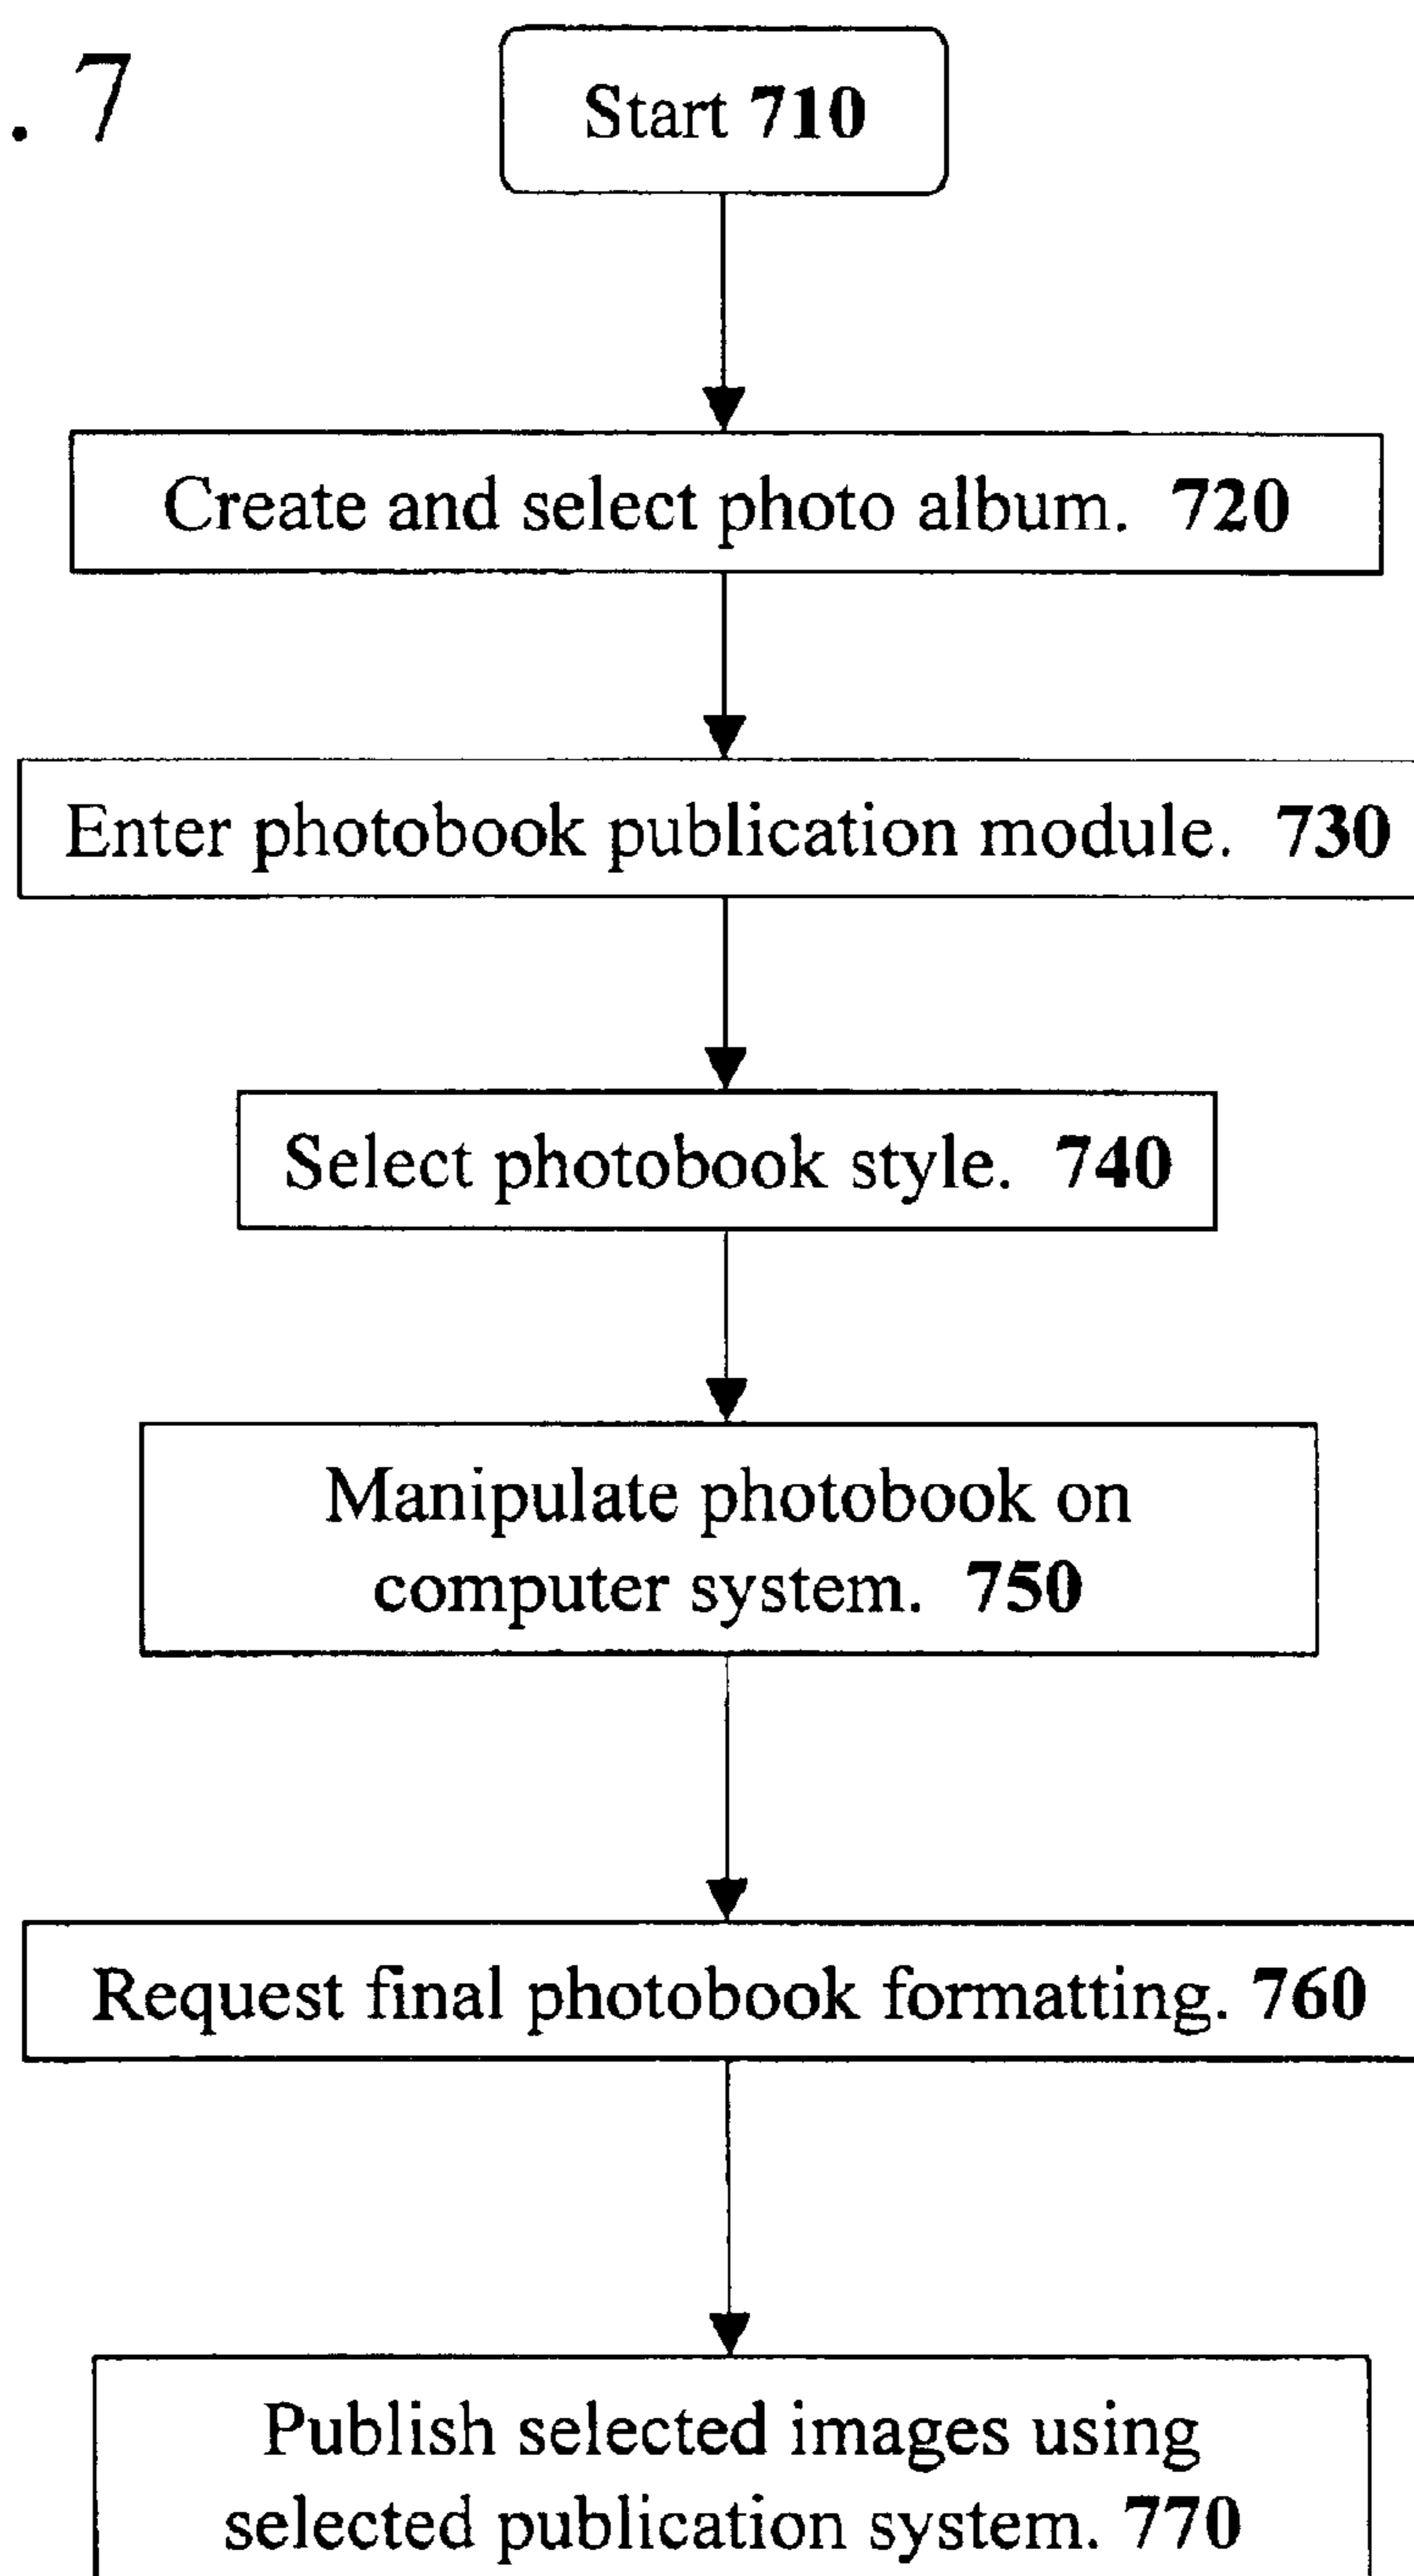 . 7
Start 710
Create and select photo album. 720
Enter photobook publication module. 730
Select photobook style. 740
Manipulate photobook on
computer system. 750
Request final photobook formatting. 760
Publish selected images using
selected publication system. 770